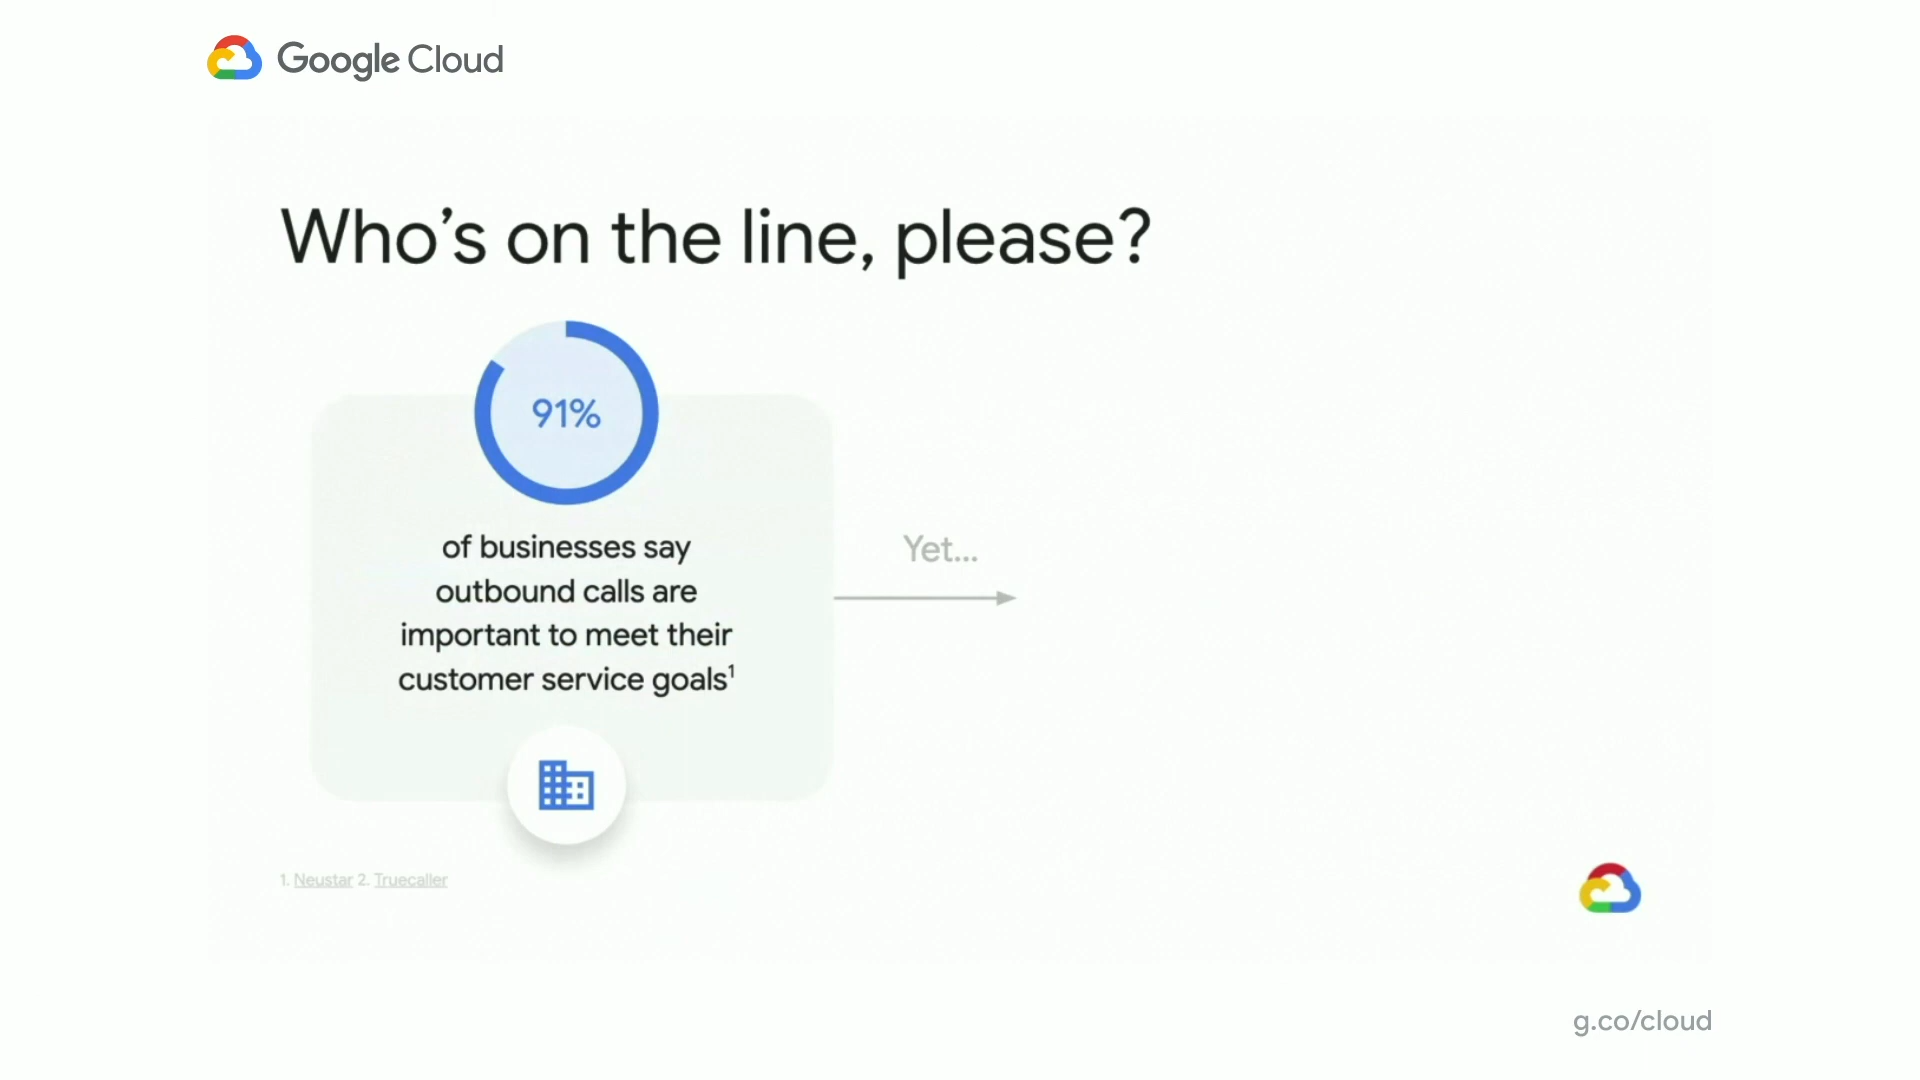 Google Cloud
Who’s on the line, please?
91%
of businesses say
outbound calls are
important to meet their
customer service goals¹
Yet...
1. Neustar 2. Truecaller
g.co/cloud